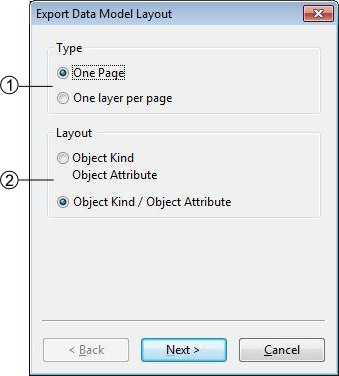 Export Data Model Layout
Type
1
One Page
One layer per page
Layout
Object Kind
2
Object Attribute
Object Kind / Object Attribute
< Back
Next >
Cancel